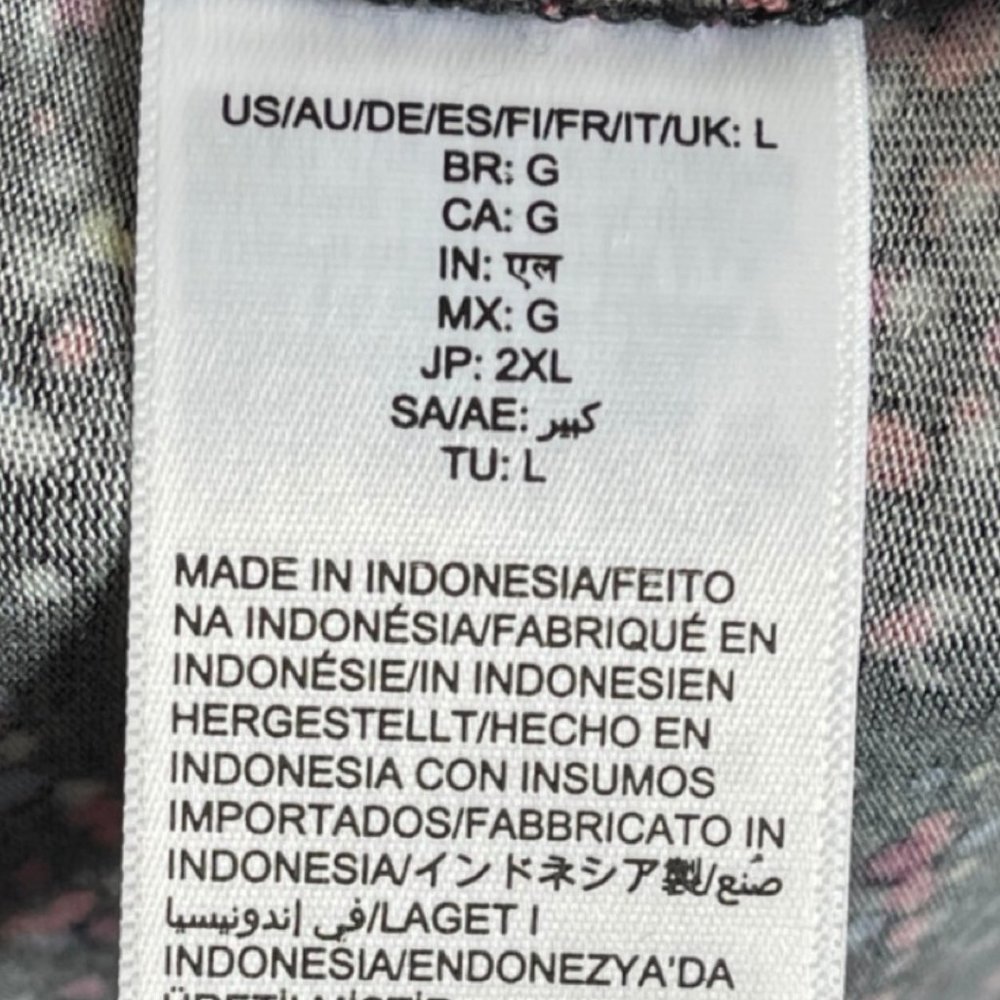 US/AU/DE/ES/FI/FR/IT/UK: L
BR: G
CA: G
IN: एल
MX: G
JP: 2XL
SA/AE: كبير
TU: L
MADE IN INDONESIA/FEITO
NA INDONÉSIA/FABRIQUÉ EN
INDONÉSIE/IN INDONESIEN
HERGESTELLT/HECHO EN
INDONESIA CON INSUMOS
IMPORTADOS/FABBRICATO IN
INDONESIA/インドネシア製/صُنع
في إندونيسيا/LAGET I
INDONESIA/ENDONEZYA'DA